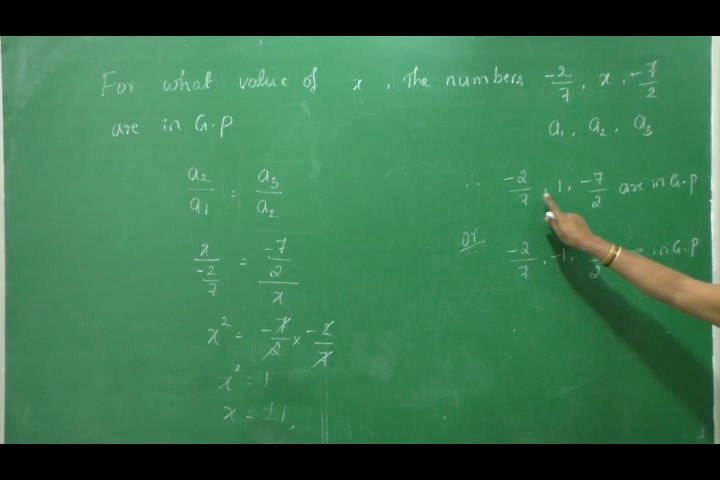 For what value of x, The numbers -2/7, x, -7/2
are in G.P
a1, a2, a3
a2/a1 = a3/a2
x/(-2/7) = (-7/2)/x
x² = -7/2 × -2/7
x² = 1
x = ±1,
∴ -2/7, 1, -7/2 are in G.P
Or
-2/7, -1, 2 in G.P